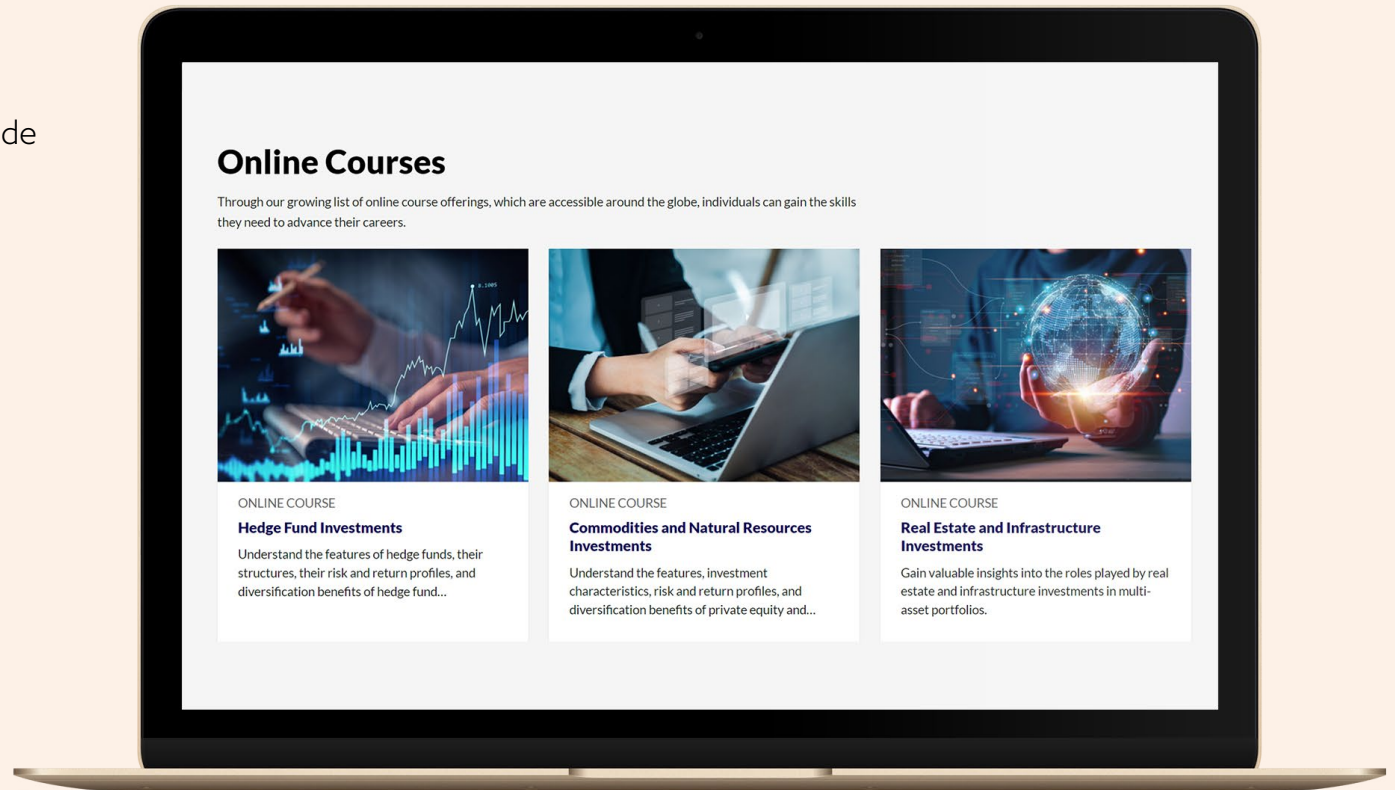 de
Online Courses
Through our growing list of online course offerings, which are accessible around the globe, individuals can gain the skills
they need to advance their careers.
8.1005
ONLINE COURSE
Hedge Fund Investments
Understand the features of hedge funds, their
structures, their risk and return profiles, and
diversification benefits of hedge fund...
ONLINE COURSE
Commodities and Natural Resources
Investments
Understand the features, investment
characteristics, risk and return profiles, and
diversification benefits of private equity and...
ONLINE COURSE
Real Estate and Infrastructure
Investments
Gain valuable insights into the roles played by real
estate and infrastructure investments in multi-
asset portfolios.